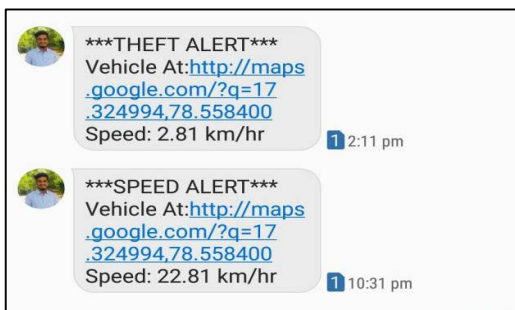 ***THEFT ALERT***
Vehicle At:http://maps
.google.com/?q=17
.324994,78.558400
Speed: 2.81 km/hr
1 2:11 pm
***SPEED ALERT***
Vehicle At:http://maps
.google.com/?q=17
.324994,78.558400
Speed: 22.81 km/hr
1 10:31 pm